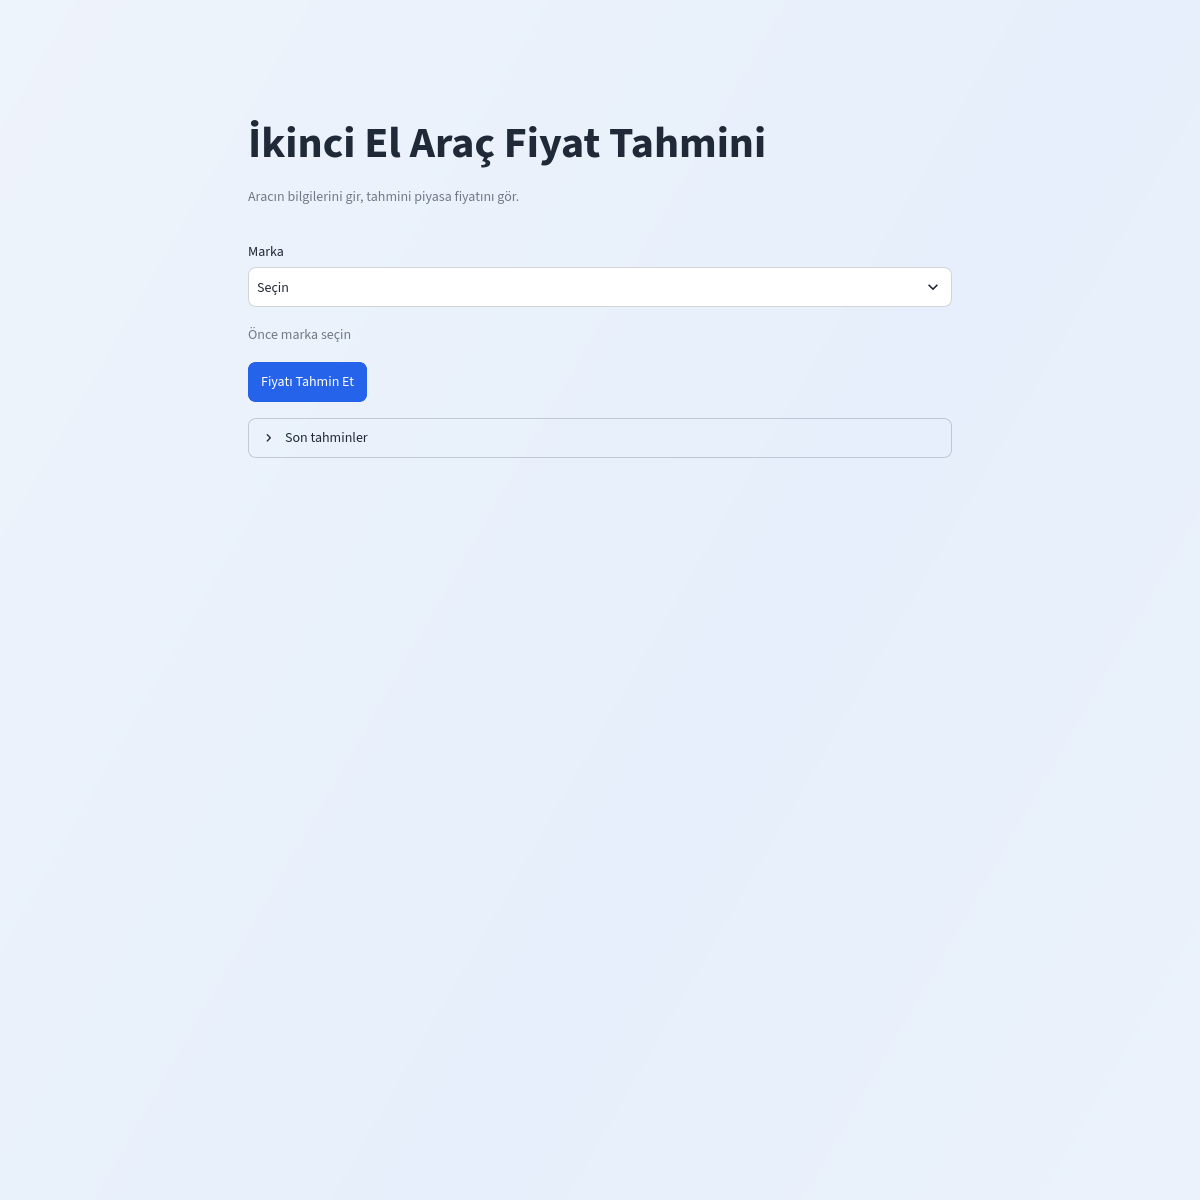 İkinci El Araç Fiyat Tahmini
Aracın bilgilerini gir, tahmini piyasa fiyatını gör.
Marka
Seçin
Önce marka seçin
Fiyatı Tahmin Et
Son tahminler